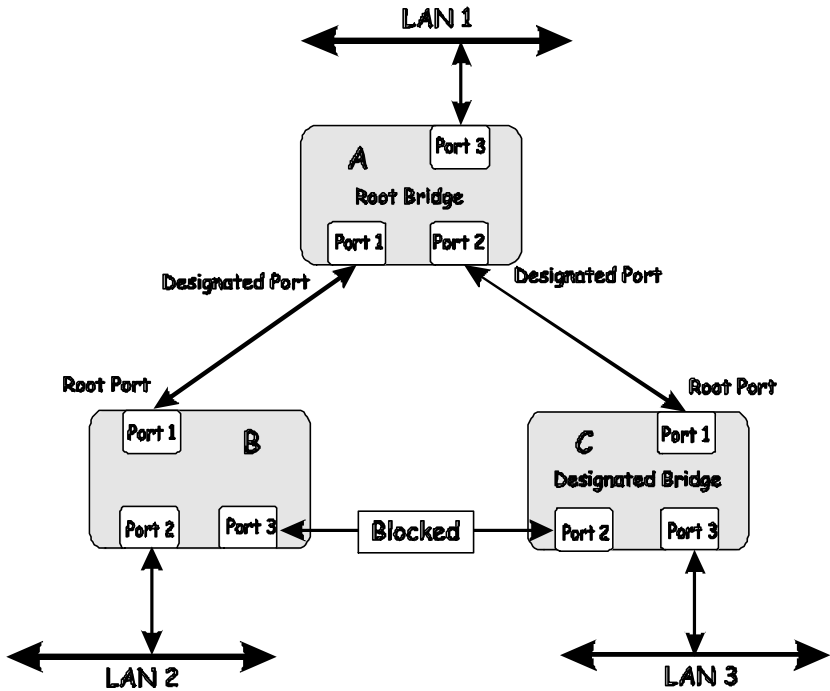 LAN 1
Port 3
A
Root Bridge
Port 1
Port 2
Designated Port
Designated Port
Root Port
Root Port
Port 1
B
Port 1
C
Designated Bridge
Port 2
Port 3
Blocked
Port 2
Port 3
LAN 2
LAN 3